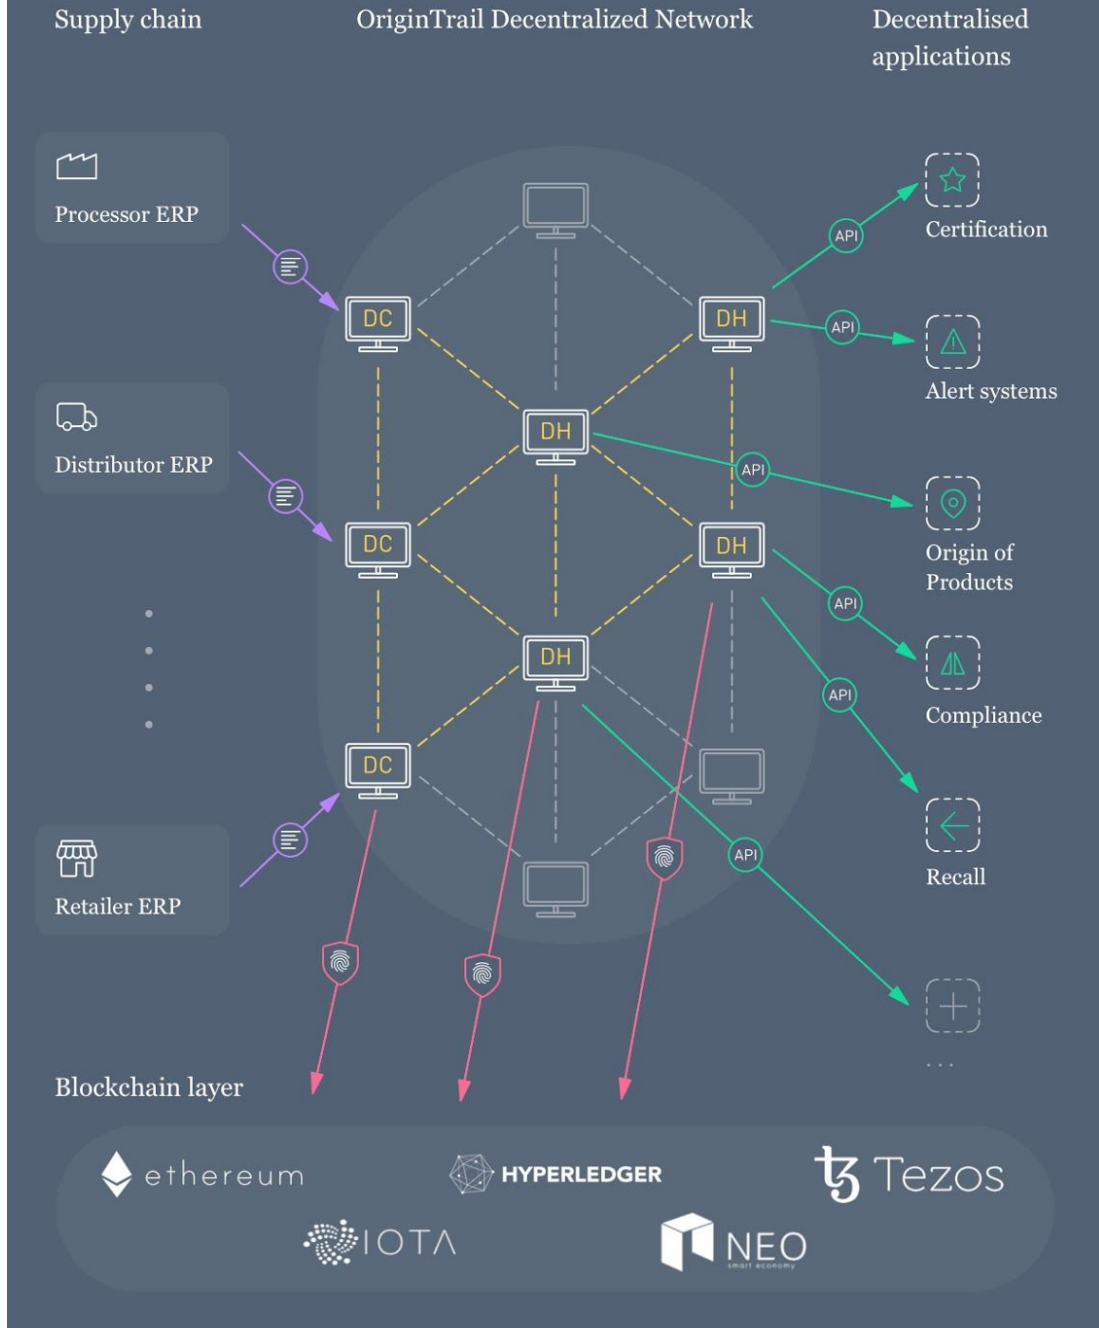 Supply chain
OriginTrail Decentralized Network
Decentralised
applications
Processor ERP
Distributor ERP
Retailer ERP
DC
DH
DH
DC
DH
DH
DC
API
API
API
API
API
API
Certification
Alert systems
Origin of
Products
Compliance
Recall
...
Blockchain layer
ethereum
HYPERLEDGER
Tezos
IOTA
NEO
smart economy